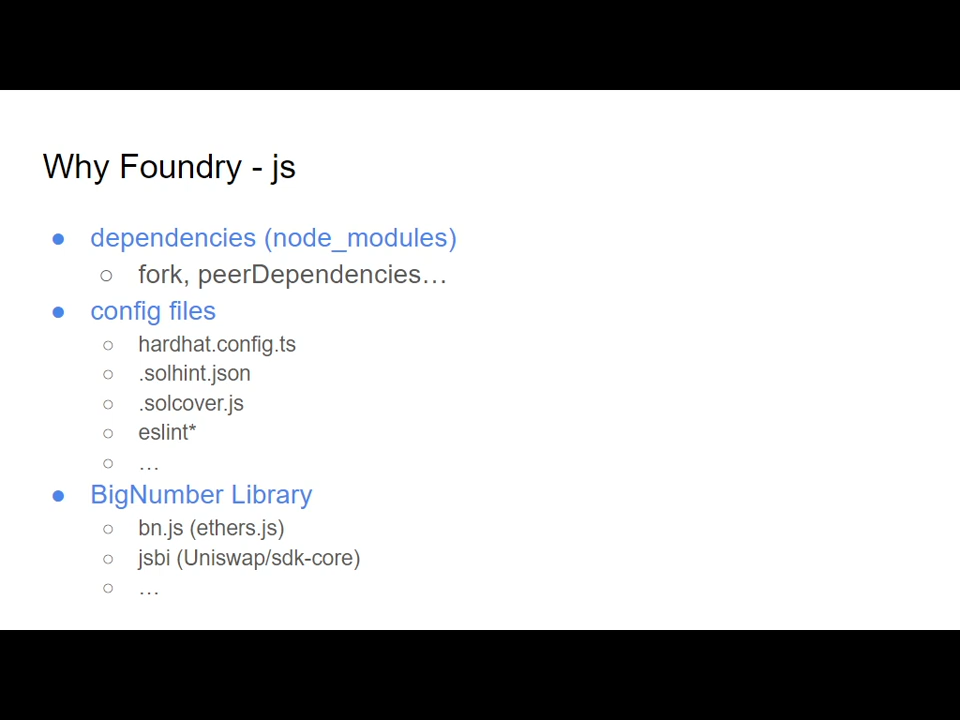 Why Foundry - js
● dependencies (node_modules)
○ fork, peerDependencies…
● config files
○ hardhat.config.ts
○ .solhint.json
○ .solcover.js
○ eslint*
○ …
● BigNumber Library
○ bn.js (ethers.js)
○ jsbi (Uniswap/sdk-core)
○ …